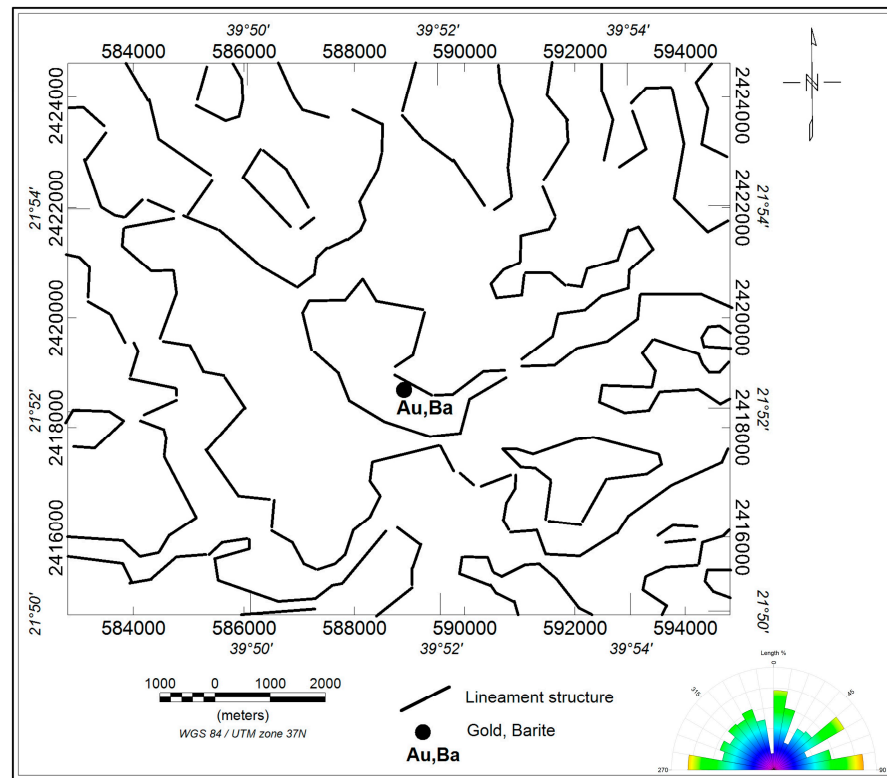 39°50' 39°52' 39°54'
584000 586000 588000 590000 592000 594000
N
2424000 2424000
21°54' 2422000 2422000 21°54'
2420000 2420000
Au,Ba
21°52' 2418000 2418000 21°52'
2416000 2416000
21°50' 21°50'
584000 586000 588000 590000 592000 594000
39°50' 39°52' 39°54'
1000 0 1000 2000
(meters)
WGS 84 / UTM zone 37N
Lineament structure
Gold, Barite
Au,Ba
Length %
0
315 45
270 90